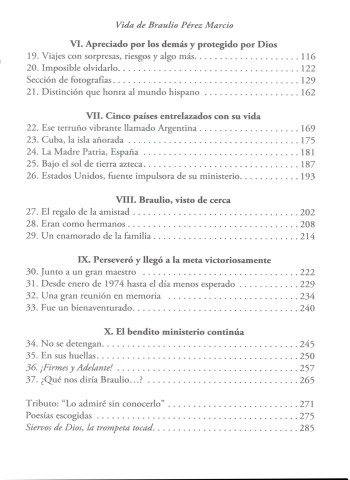 Vida de Braulio Pérez Marcio
VI. Apreciado por los demás y protegido por Dios
19. Viajes con sorpresas, riesgos y algo más. . . . . . . . . . . . . . . . . . . . . . 116
20. Imposible olvidarlo. . . . . . . . . . . . . . . . . . . . . . . . . . . . . . . . . . . . . 122
Sección de fotografías. . . . . . . . . . . . . . . . . . . . . . . . . . . . . . . . . . . . . . 129
21. Distinción que honra al mundo hispano . . . . . . . . . . . . . . . . . . . . 162
VII. Cinco países entrelazados con su vida
22. Ese terruño vibrante llamado Argentina . . . . . . . . . . . . . . . . . . . . . 169
23. Cuba, la isla añorada . . . . . . . . . . . . . . . . . . . . . . . . . . . . . . . . . . . 175
24. La Madre Patria, España . . . . . . . . . . . . . . . . . . . . . . . . . . . . . . . . 181
25. Bajo el sol de tierra azteca. . . . . . . . . . . . . . . . . . . . . . . . . . . . . . . . 187
26. Estados Unidos, fuente impulsora de su ministerio. . . . . . . . . . . . . 193
VIII. Braulio, visto de cerca
27. El regalo de la amistad . . . . . . . . . . . . . . . . . . . . . . . . . . . . . . . . . . 202
28. Eran como hermanos. . . . . . . . . . . . . . . . . . . . . . . . . . . . . . . . . . . 208
29. Un enamorado de la familia . . . . . . . . . . . . . . . . . . . . . . . . . . . . . . 214
IX. Perseveró y llegó a la meta victoriosamente
30. Junto a un gran maestro . . . . . . . . . . . . . . . . . . . . . . . . . . . . . . . . 222
31. Desde enero de 1974 hasta el día menos esperado . . . . . . . . . . . . . 229
32. Una gran reunión en memoria . . . . . . . . . . . . . . . . . . . . . . . . . . . 234
33. Fue un bienaventurado. . . . . . . . . . . . . . . . . . . . . . . . . . . . . . . . . . 240
X. El bendito ministerio continúa
34. No se detengan. . . . . . . . . . . . . . . . . . . . . . . . . . . . . . . . . . . . . . . . 245
35. En sus huellas. . . . . . . . . . . . . . . . . . . . . . . . . . . . . . . . . . . . . . . . . 250
36. ¡Firmes y Adelante! . . . . . . . . . . . . . . . . . . . . . . . . . . . . . . . . . . . . . 257
37. ¿Qué nos diría Braulio...? . . . . . . . . . . . . . . . . . . . . . . . . . . . . . . . . 265
Tributo: “Lo admiré sin conocerlo” . . . . . . . . . . . . . . . . . . . . . . . . . . . 271
Poesías escogidas . . . . . . . . . . . . . . . . . . . . . . . . . . . . . . . . . . . . . . . . . 275
Siervos de Dios, la trompeta tocad. . . . . . . . . . . . . . . . . . . . . . . . . . . . . . 285